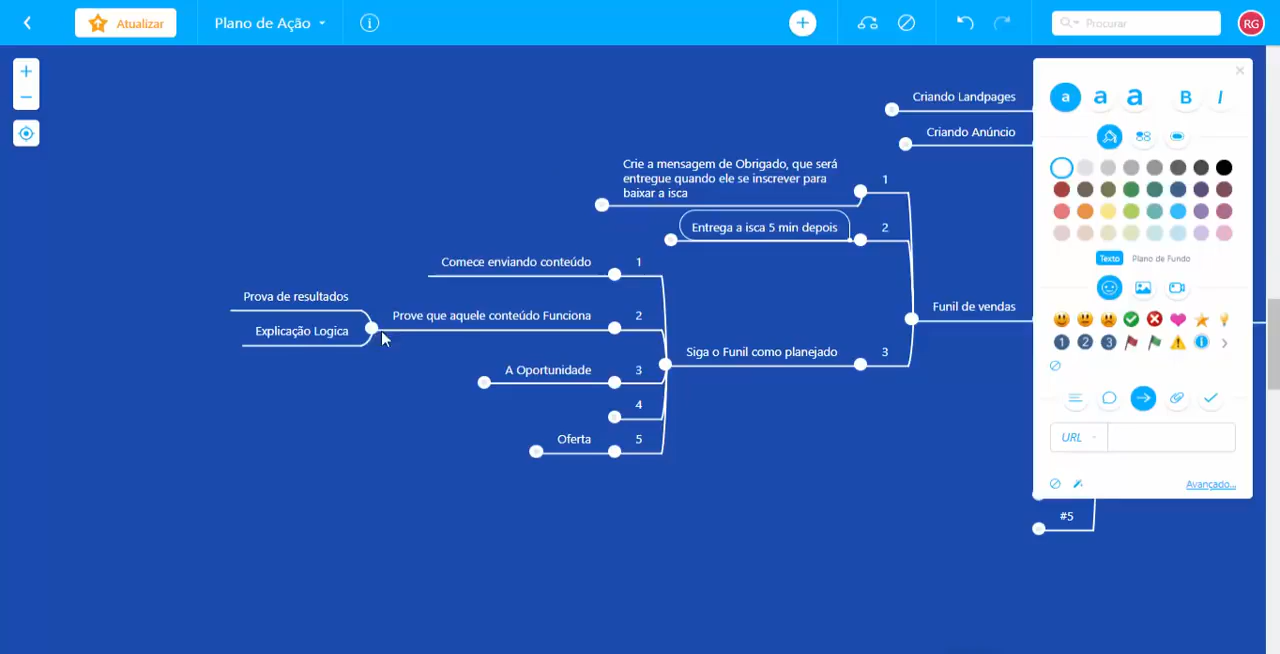 Atualizar
Plano de Ação
Procurar
RG
Criando Landpages
Criando Anúncio
Crie a mensagem de Obrigado, que será
entregue quando ele se inscrever para
baixar a isca
1
Entrega a isca 5 min depois
2
Comece enviando conteúdo
1
Prova de resultados
Explicação Logica
Prove que aquele conteúdo Funciona
2
Funil de vendas
Siga o Funil como planejado
3
A Oportunidade
3
4
Oferta
5
#5
a a a B I
Texto
Plano de Fundo
1 2 3
URL
Avançado...